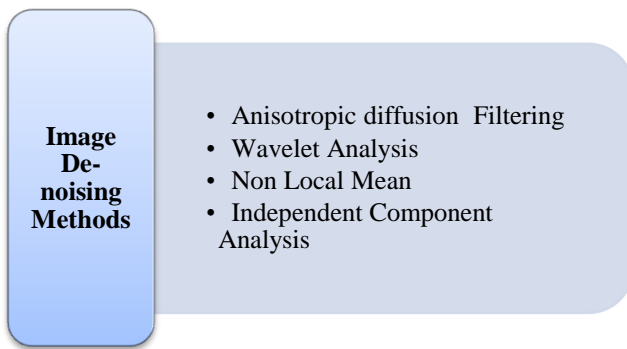 Image
De-
noising
Methods
• Anisotropic diffusion Filtering
• Wavelet Analysis
• Non Local Mean
• Independent Component
Analysis